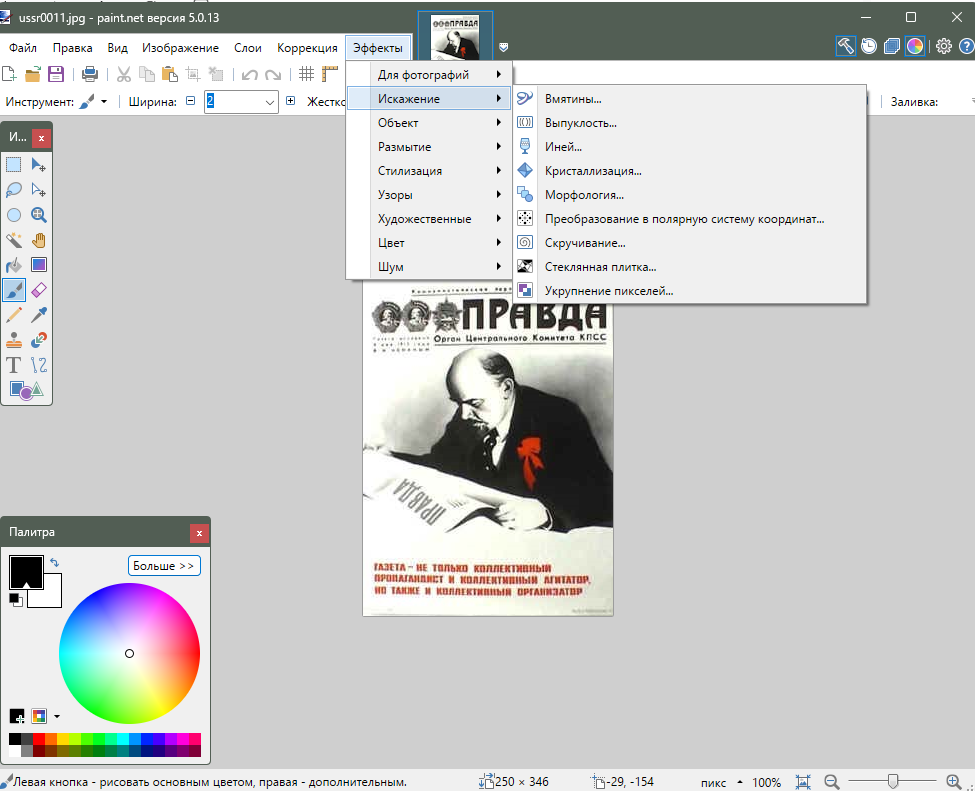 ussr0011.jpg - paint.net версия 5.0.13
Файл Правка Вид Изображение Слои Коррекция Эффекты
Инструмент: Ширина: 2 Жестко Заливка:
Для фотографий
Искажение
Объект
Размытие
Стилизация
Узоры
Художественные
Цвет
Шум
Вмятины...
Выпуклость...
Иней...
Кристаллизация...
Морфология...
Преобразование в полярную систему координат...
Скручивание...
Стеклянная плитка...
Укрупнение пикселей...
И...
ПРАВДА
Орган Центрального Комитета КПСС
ПРАВДА
ГАЗЕТА - НЕ ТОЛЬКО КОЛЛЕКТИВНЫЙ
ПРОПАГАНДИСТ И КОЛЛЕКТИВНЫЙ АГИТАТОР,
НО ТАКЖЕ И КОЛЛЕКТИВНЫЙ ОРГАНИЗАТОР
Палитра
Больше >>
Левая кнопка - рисовать основным цветом, правая - дополнительным. 250 × 346 -29, -154 пикс 100%